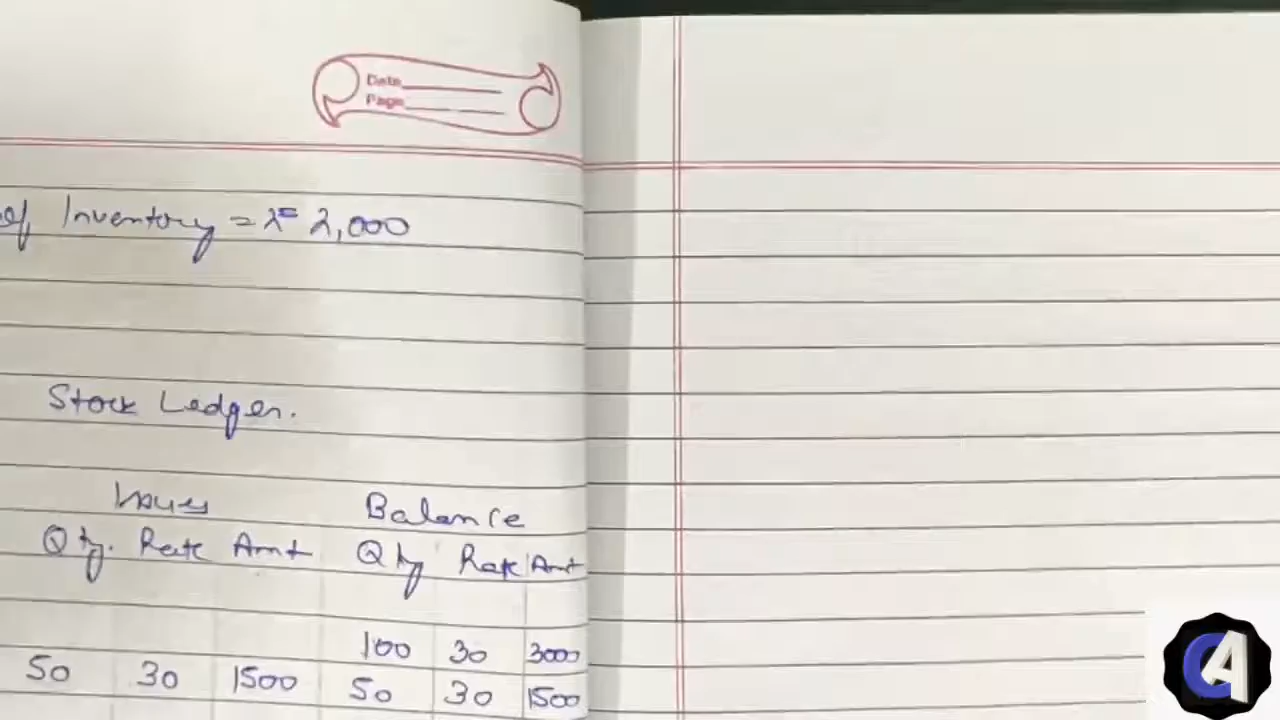 Date
Page
of Inventory = ₹ 2,000
Stock Ledger.
Issues Balance
Qty. Rate Amt Qty Rate Amt
100 30 3000
50 30 1500 50 30 1500
CA